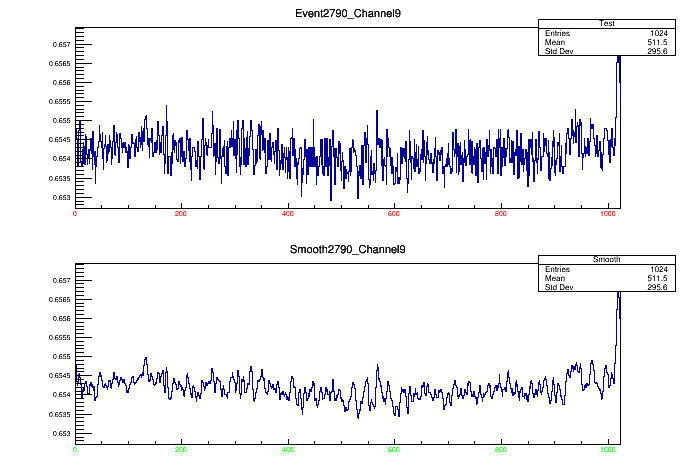 Event2790_Channel9
Test
Entries 1024
Mean 511.5
Std Dev 295.6
0.657
0.6565
0.656
0.6555
0.655
0.6545
0.654
0.6535
0.653
0 200 400 600 800 1000
Smooth2790_Channel9
Smooth
Entries 1024
Mean 511.5
Std Dev 295.6
0.657
0.6565
0.656
0.6555
0.655
0.6545
0.654
0.6535
0.653
0 200 400 600 800 1000